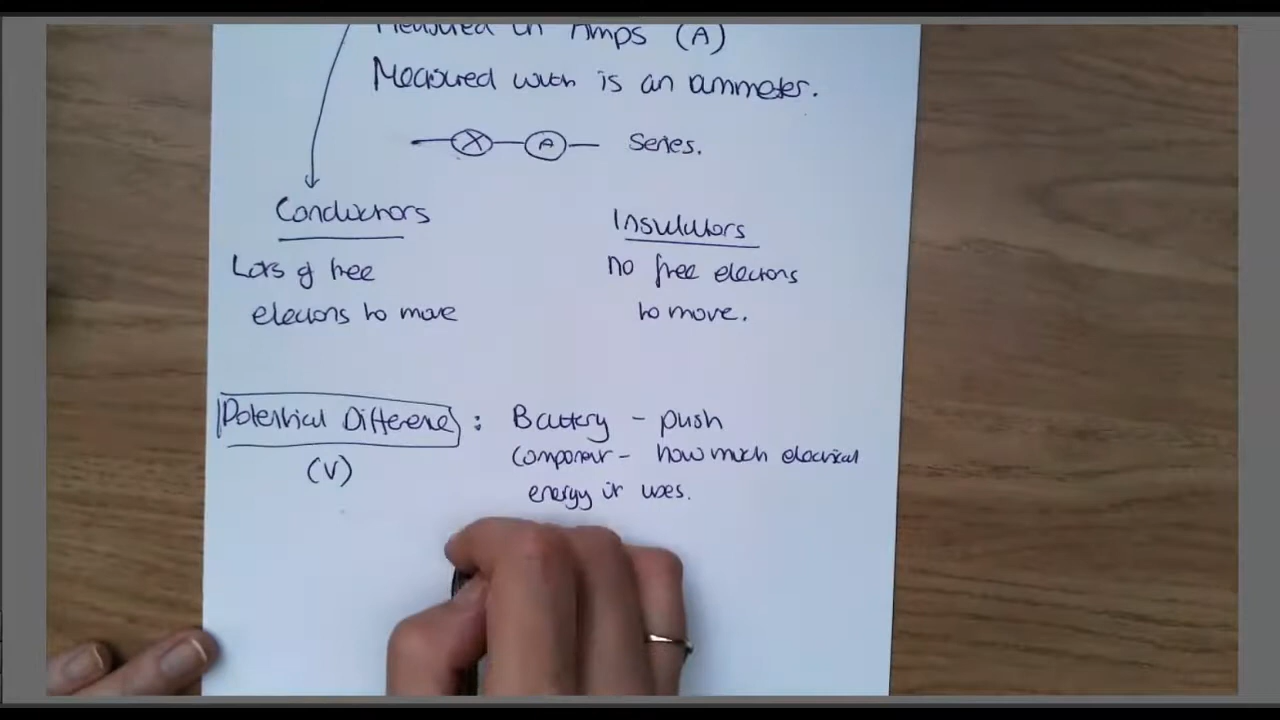 Measured in Amps (A)
Measured with is an ammeter.
X A Series.
Conductors
Lots of free
electrons to move
Insulators
no free electrons
to move.
Potential Difference : Battery - push
(V)
Component - how much electrical
energy it uses.